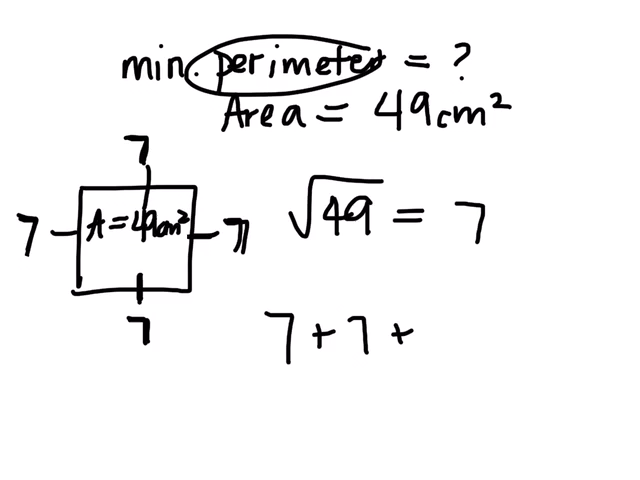 min. perimeter = ?
Area = 49cm²
7
7
A = 49cm²
7
√49 = 7
7
7 + 7 +